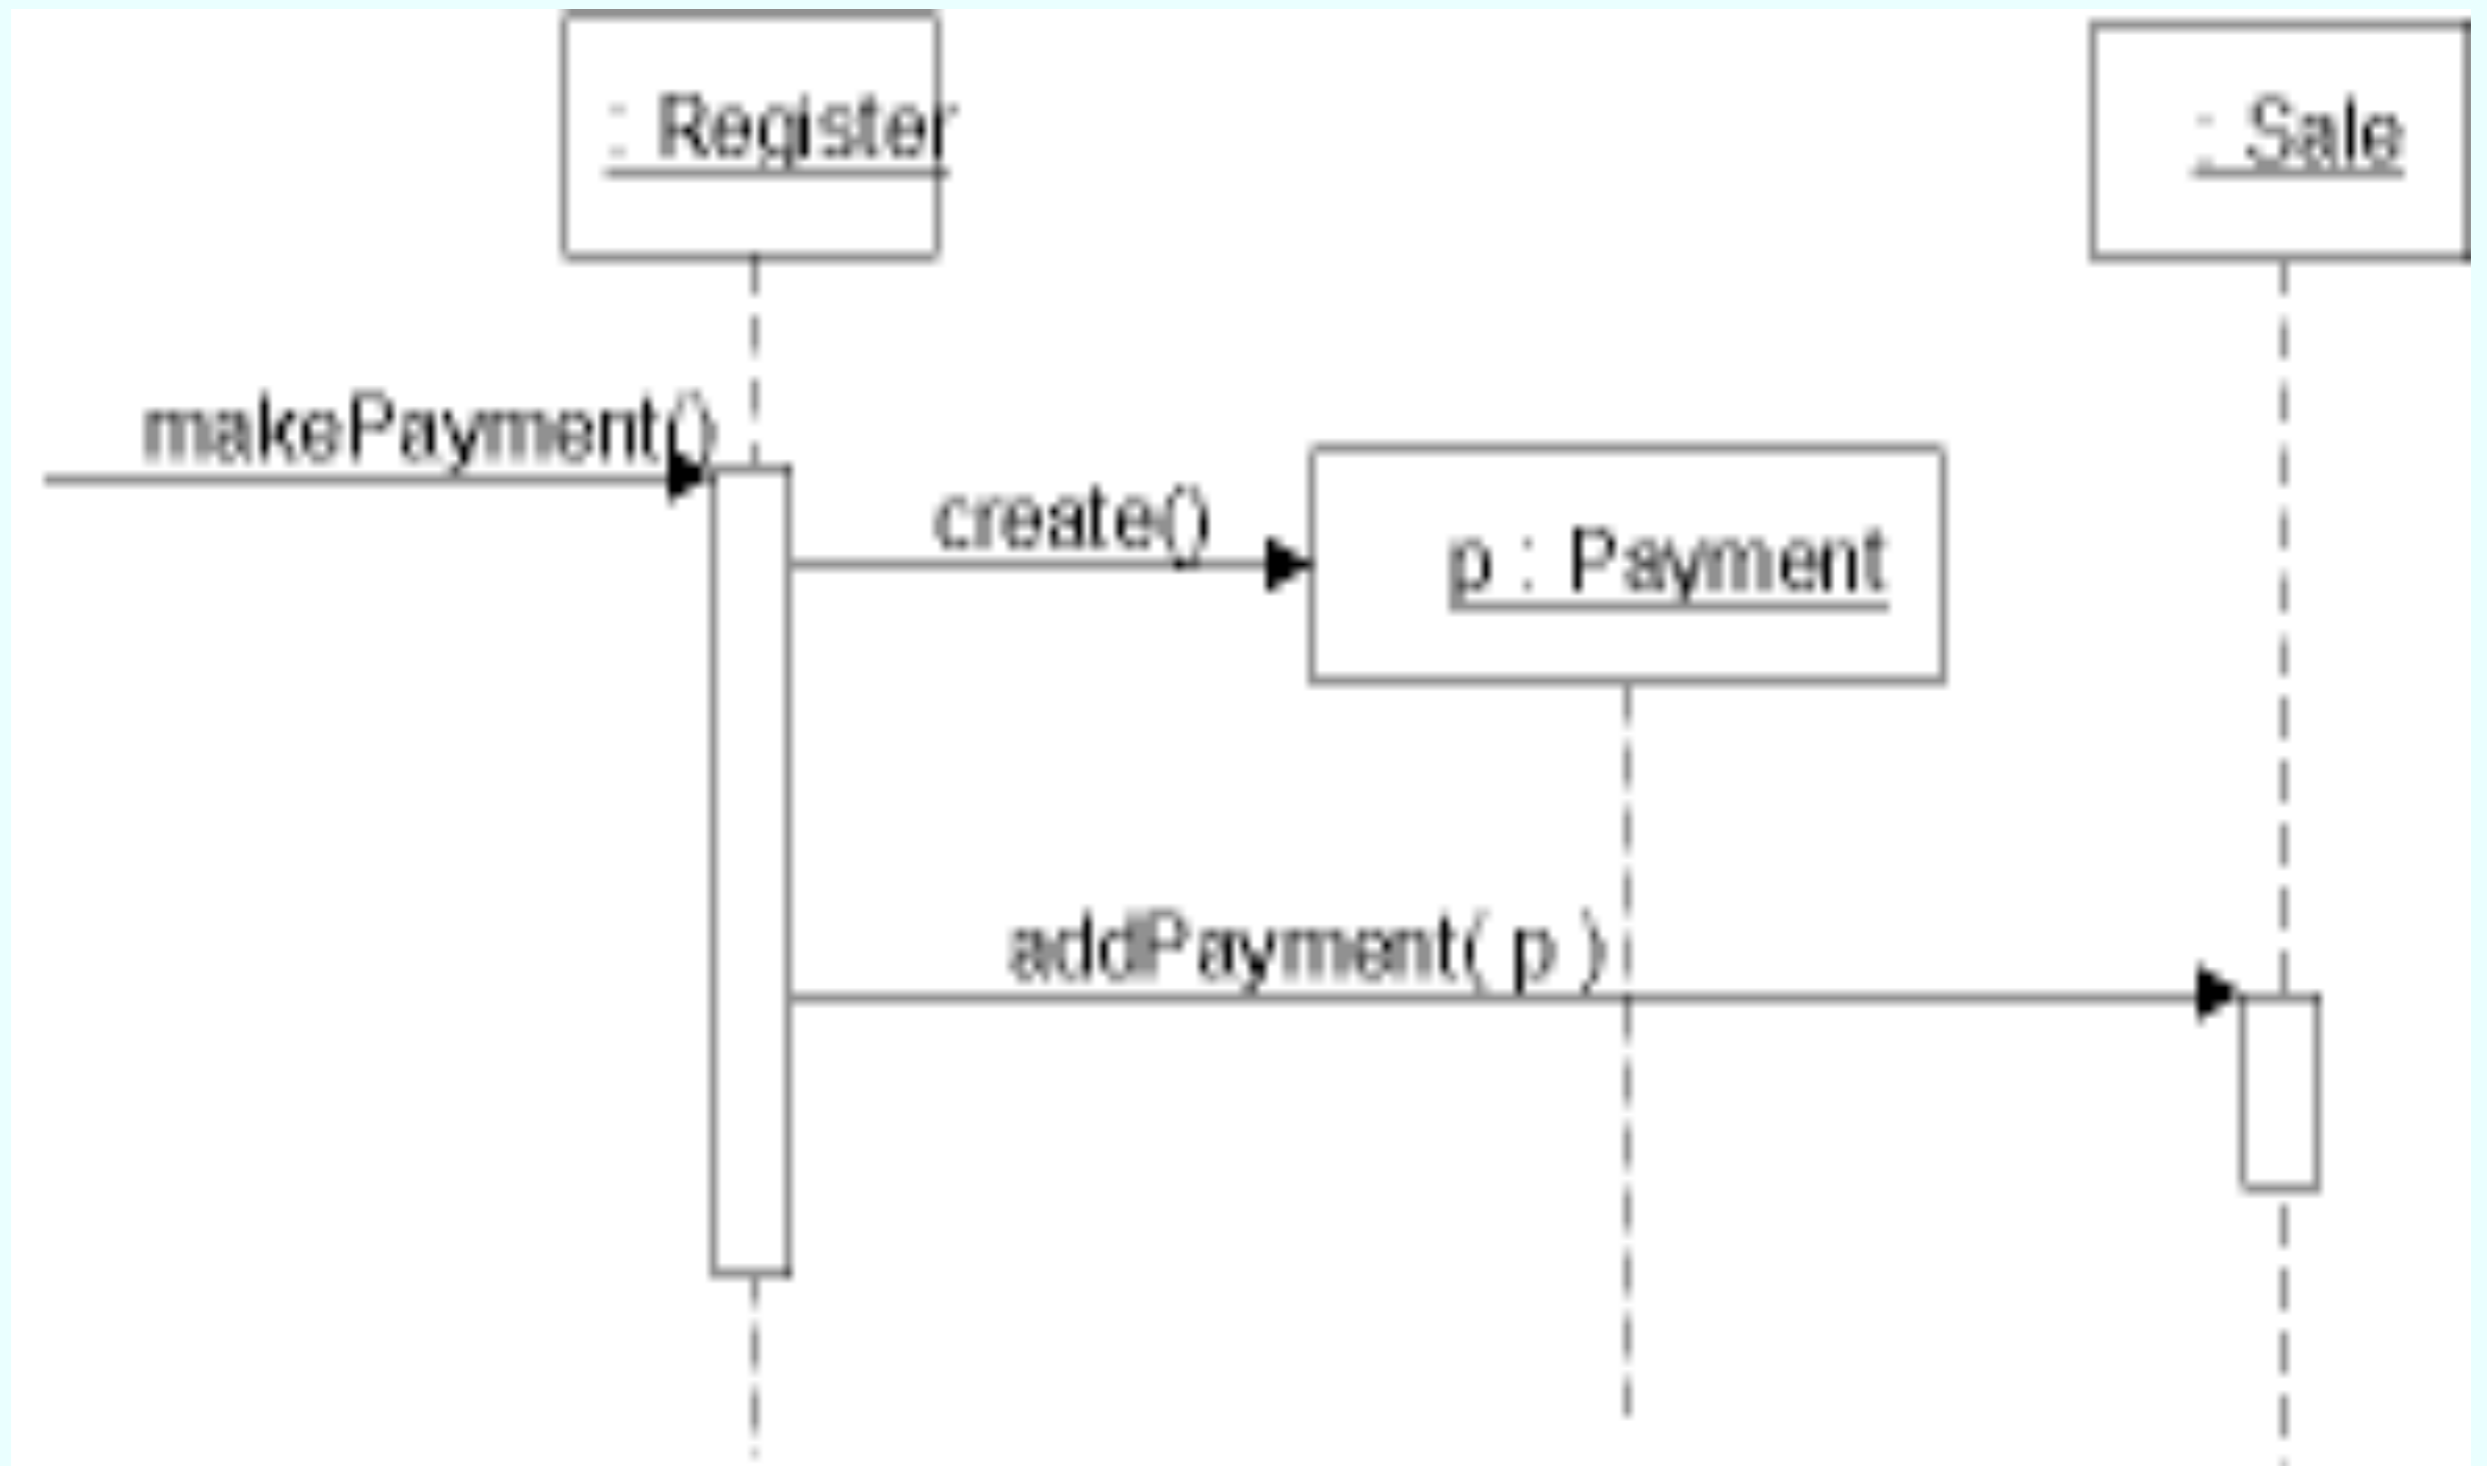 : Register
: Sale
makePayment()
create()
p : Payment
addPayment( p )